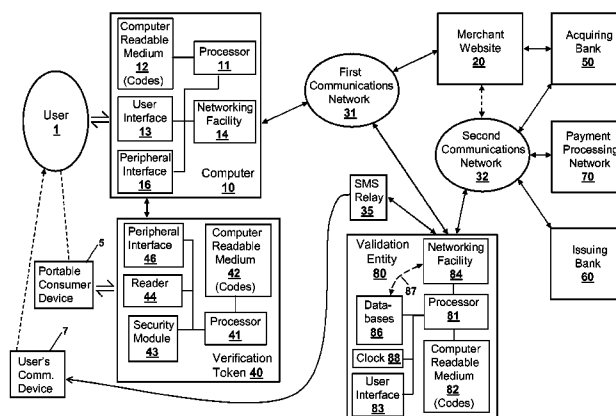 User
1
Computer
Readable
Medium
12
(Codes)
Processor
11
User
Interface
13
Networking
Facility
14
Peripheral
Interface
16
Computer
10
First
Communications
Network
31
Merchant
Website
20
Acquiring
Bank
50
Second
Communications
Network
32
Payment
Processing
Network
70
Issuing
Bank
60
SMS
Relay
35
5
Portable
Consumer
Device
7
User's
Comm.
Device
Peripheral
Interface
46
Computer
Readable
Medium
42
(Codes)
Reader
44
Security
Module
43
Processor
41
Verification
Token 40
Validation
Entity
80
Networking
Facility
84
87
Data-
bases
86
Processor
81
Clock 88
User
Interface
83
Computer
Readable
Medium
82
(Codes)